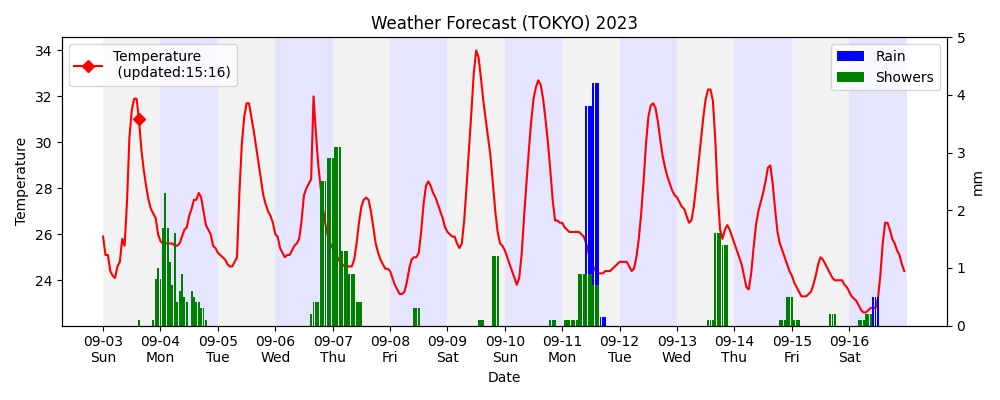 Weather Forecast (TOKYO) 2023
Temperature
(updated:15:16)
Rain
Showers
Temperature
34
32
30
28
26
24
5
4
3
2
1
0
mm
09-03 09-04 09-05 09-06 09-07 09-08 09-09 09-10 09-11 09-12 09-13 09-14 09-15 09-16
Sun Mon Tue Wed Thu Fri Sat Sun Mon Tue Wed Thu Fri Sat
Date